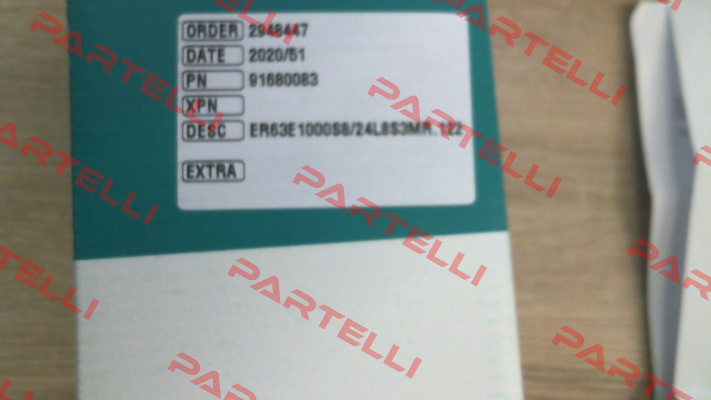 PARTELLI
ORDER 2948447
DATE 2020/51
PN 91680083
XPN
DESC ER63E1000S8/24L8S3MR.122
EXTRA
PARTELLI
PARTELLI
PARTELLI
PARTELLI
PARTELLI
PARTELLI